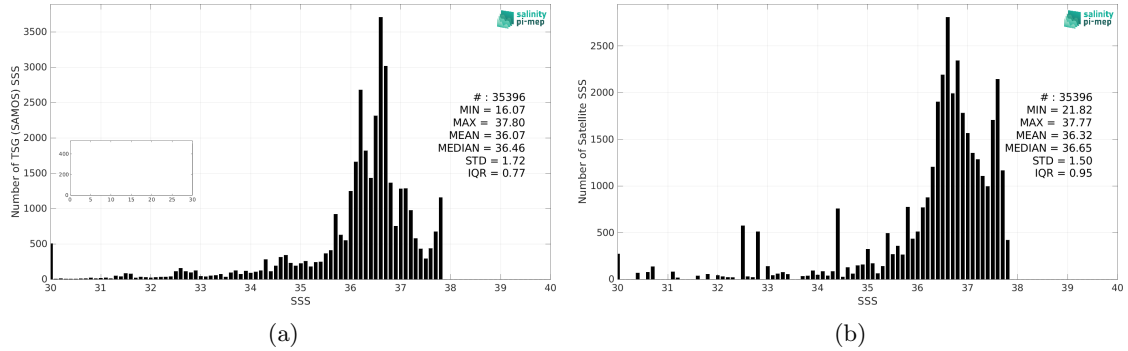 salinity
pi-mep
Number of TSG (SAMOS) SSS
3500
3000
2500
2000
1500
1000
500
0
# : 35396
MIN = 16.07
MAX = 37.80
MEAN = 36.07
MEDIAN = 36.46
STD = 1.72
IQR = 0.77
400
200
0
0 5 10 15 20 25 30
30 31 32 33 34 35 36 37 38 39 40
SSS
(a)
salinity
pi-mep
Number of Satellite SSS
2500
2000
1500
1000
500
0
# : 35396
MIN = 21.82
MAX = 37.77
MEAN = 36.32
MEDIAN = 36.65
STD = 1.50
IQR = 0.95
30 31 32 33 34 35 36 37 38 39 40
SSS
(b)